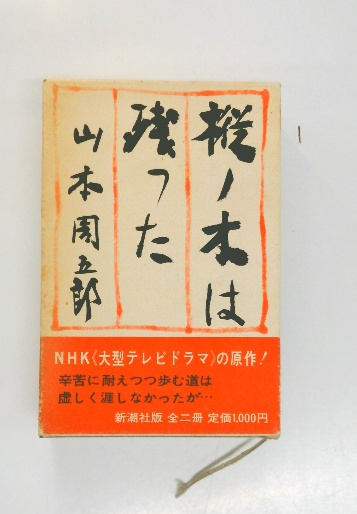 樅ノ木は
残った
山本周五郎
NHK《大型テレビドラマ》の原作!
辛苦に耐えつつ歩む道は
虚しく涯しなかったが…
新潮社版 全二冊 定価1,000円